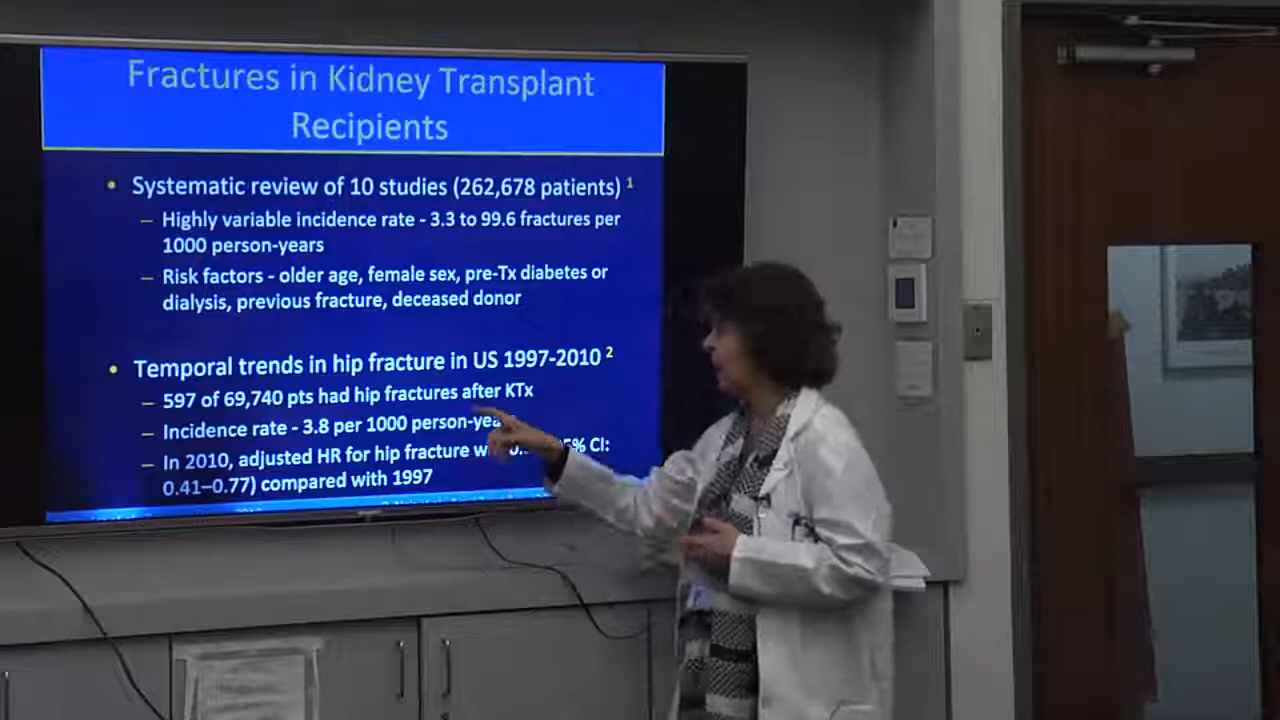 Fractures in Kidney Transplant
Recipients
• Systematic review of 10 studies (262,678 patients) 1
– Highly variable incidence rate - 3.3 to 99.6 fractures per
1000 person-years
– Risk factors - older age, female sex, pre-Tx diabetes or
dialysis, previous fracture, deceased donor
• Temporal trends in hip fracture in US 1997-2010 2
– 597 of 69,740 pts had hip fractures after KTx
– Incidence rate - 3.8 per 1000
– In 2010, adjusted HR for hip fracture CI:
0.41–0.77) compared with 1997